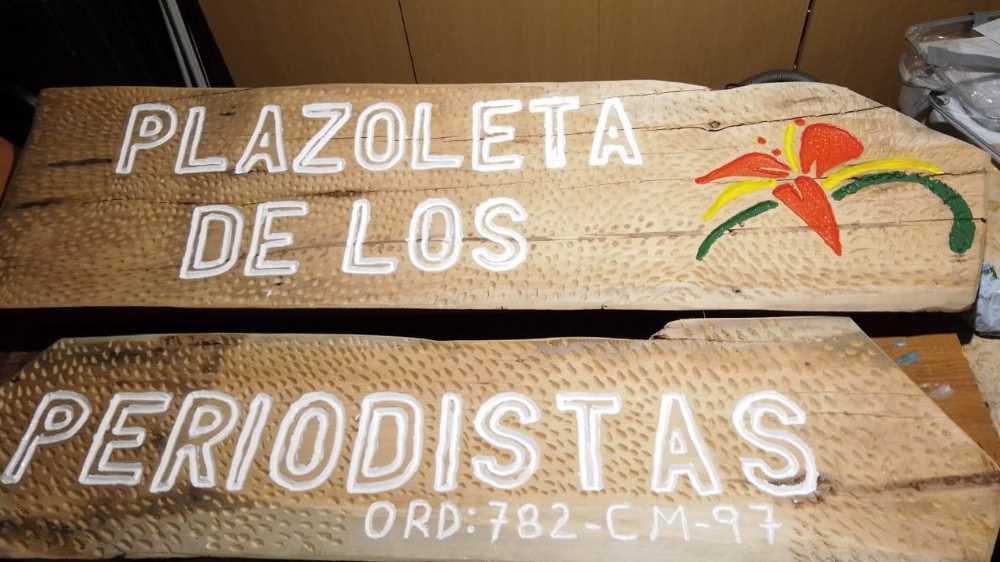 PLAZOLETA
DE LOS
PERIODISTAS
ORD:782-CM-97